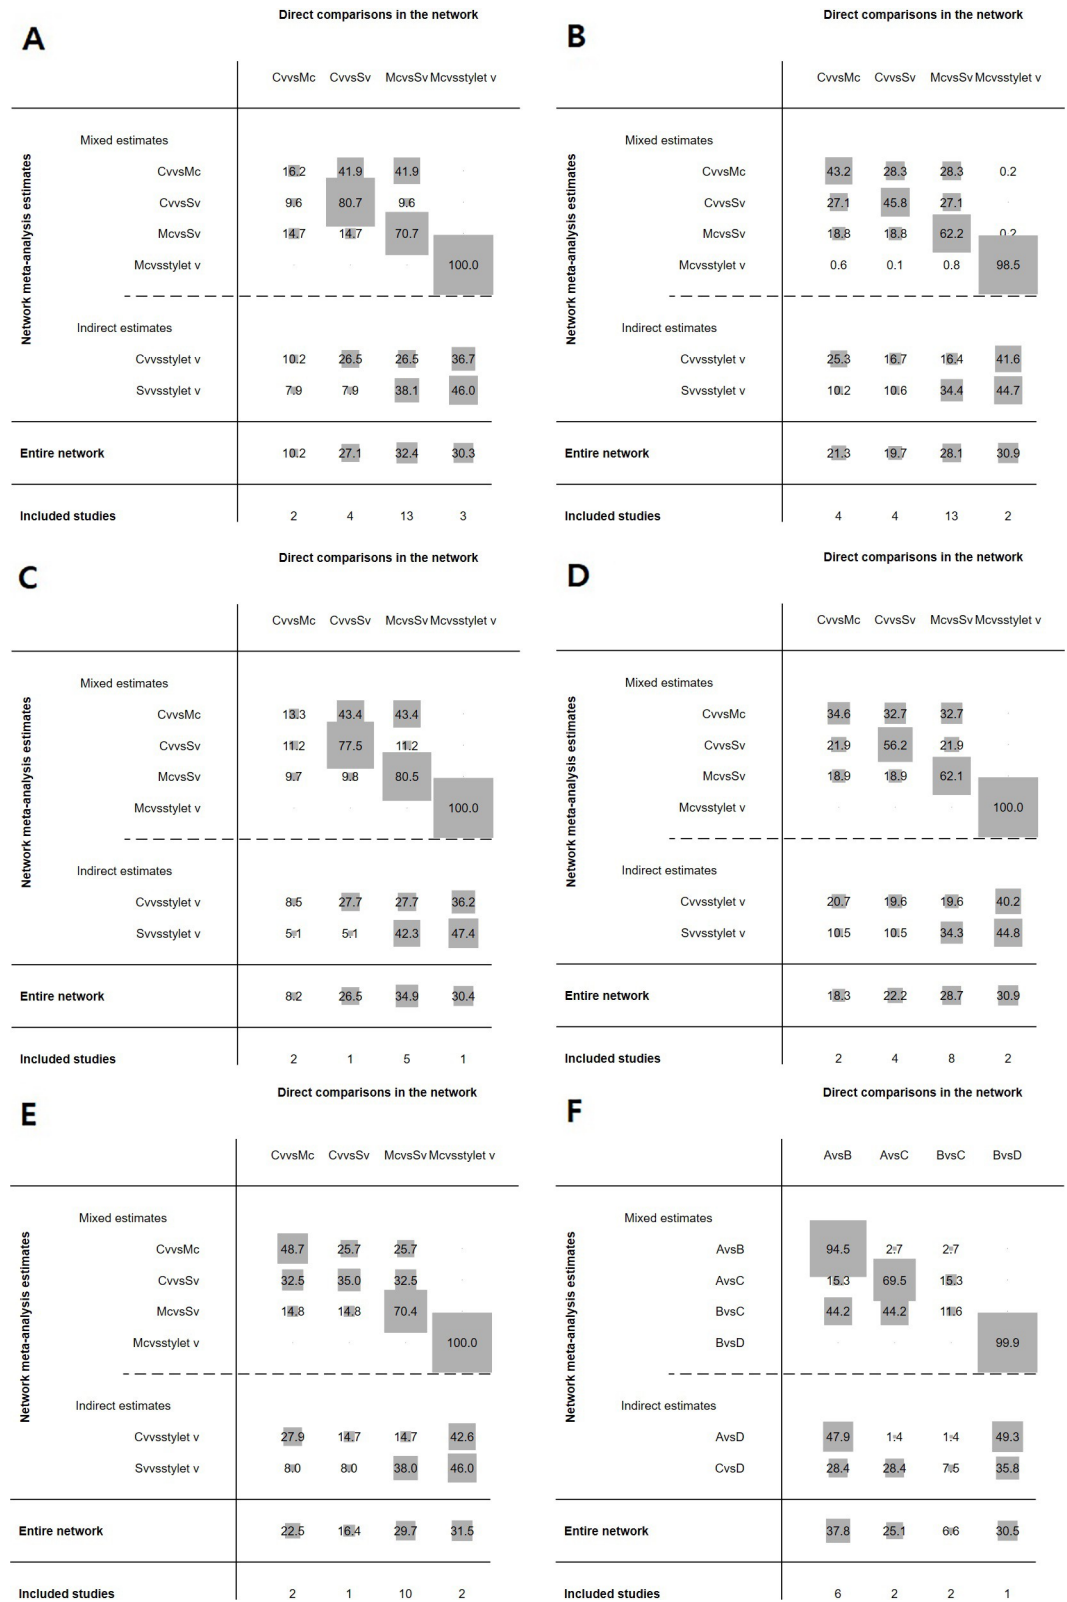 Direct comparisons in the network
A
CvvsMc CvvsSv McvsSv Mcvsstylet v
Network meta-analysis estimates
Mixed estimates
CvvsMc 16.2 41.9 41.9
CvvsSv 9.6 80.7 9.6
McvsSv 14.7 14.7 70.7
Mcvsstylet v 100.0
Indirect estimates
Cvvsstylet v 10.2 26.5 26.5 36.7
Svvsstylet v 7.9 7.9 38.1 46.0
Entire network 10.2 27.1 32.4 30.3
Included studies 2 4 13 3
Direct comparisons in the network
B
CvvsMc CvvsSv McvsSv Mcvsstylet v
Network meta-analysis estimates
Mixed estimates
CvvsMc 43.2 28.3 28.3 0.2
CvvsSv 27.1 45.8 27.1
McvsSv 18.8 18.8 62.2 0.2
Mcvsstylet v 0.6 0.1 0.8 98.5
Indirect estimates
Cvvsstylet v 25.3 16.7 16.4 41.6
Svvsstylet v 10.2 10.6 34.4 44.7
Entire network 21.3 19.7 28.1 30.9
Included studies 4 4 13 2
Direct comparisons in the network
C
CvvsMc CvvsSv McvsSv Mcvsstylet v
Network meta-analysis estimates
Mixed estimates
CvvsMc 13.3 43.4 43.4
CvvsSv 11.2 77.5 11.2
McvsSv 9.7 9.8 80.5
Mcvsstylet v 100.0
Indirect estimates
Cvvsstylet v 8.5 27.7 27.7 36.2
Svvsstylet v 5.1 5.1 42.3 47.4
Entire network 8.2 26.5 34.9 30.4
Included studies 2 1 5 1
Direct comparisons in the network
D
CvvsMc CvvsSv McvsSv Mcvsstylet v
Network meta-analysis estimates
Mixed estimates
CvvsMc 34.6 32.7 32.7
CvvsSv 21.9 56.2 21.9
McvsSv 18.9 18.9 62.1
Mcvsstylet v 100.0
Indirect estimates
Cvvsstylet v 20.7 19.6 19.6 40.2
Svvsstylet v 10.5 10.5 34.3 44.8
Entire network 18.3 22.2 28.7 30.9
Included studies 2 4 8 2
Direct comparisons in the network
E
CvvsMc CvvsSv McvsSv Mcvsstylet v
Network meta-analysis estimates
Mixed estimates
CvvsMc 48.7 25.7 25.7
CvvsSv 32.5 35.0 32.5
McvsSv 14.8 14.8 70.4
Mcvsstylet v 100.0
Indirect estimates
Cvvsstylet v 27.9 14.7 14.7 42.6
Svvsstylet v 8.0 8.0 38.0 46.0
Entire network 22.5 16.4 29.7 31.5
Included studies 2 1 10 2
Direct comparisons in the network
F
AvsB AvsC BvsC BvsD
Network meta-analysis estimates
Mixed estimates
AvsB 94.5 2.7 2.7
AvsC 15.3 69.5 15.3
BvsC 44.2 44.2 11.6
BvsD 99.9
Indirect estimates
AvsD 47.9 1.4 1.4 49.3
CvsD 28.4 28.4 7.5 35.8
Entire network 37.8 25.1 6.6 30.5
Included studies 6 2 2 1